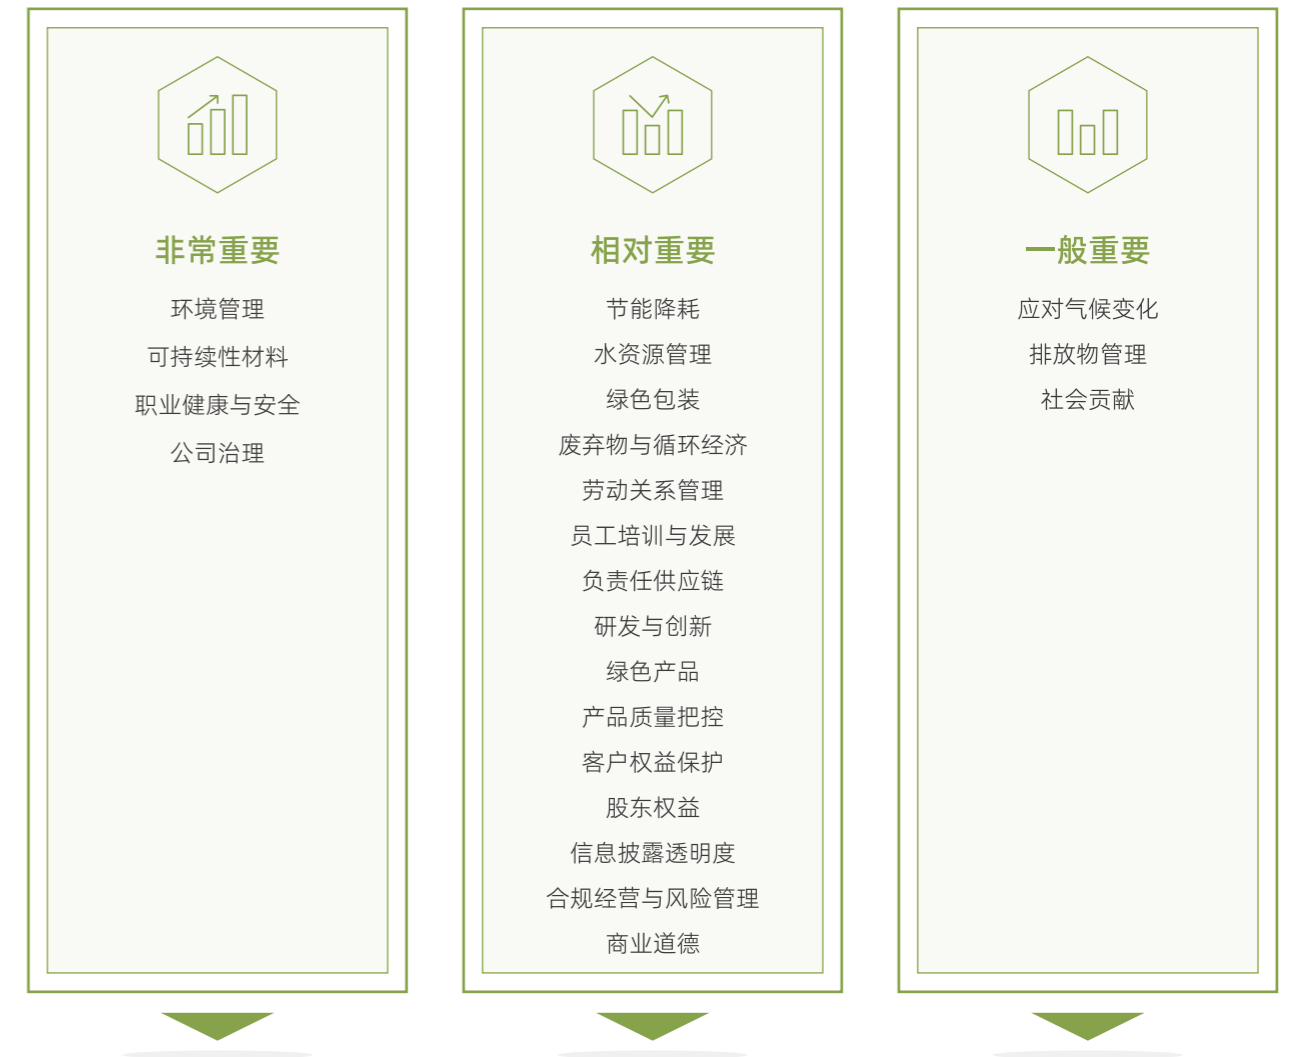 非常重要
环境管理
可持续性材料
职业健康与安全
公司治理
相对重要
节能降耗
水资源管理
绿色包装
废弃物与循环经济
劳动关系管理
员工培训与发展
负责任供应链
研发与创新
绿色产品
产品质量把控
客户权益保护
股东权益
信息披露透明度
合规经营与风险管理
商业道德
一般重要
应对气候变化
排放物管理
社会贡献